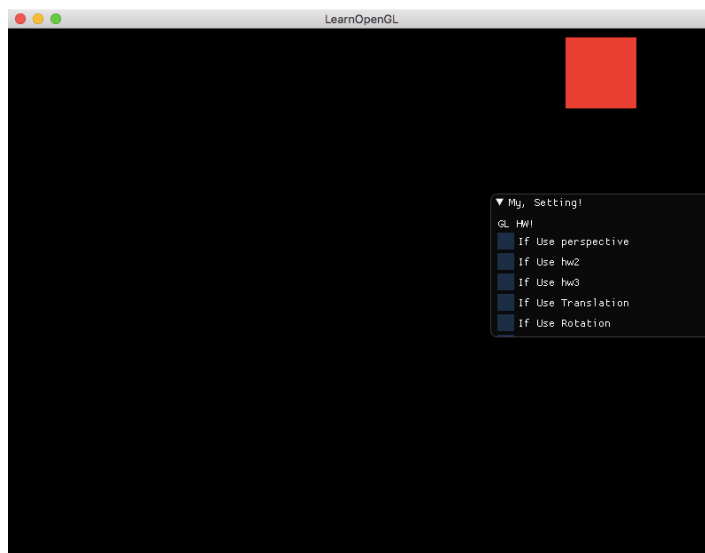 LearnOpenGL
My, Setting!
GL HW!
If Use perspective
If Use hw2
If Use hw3
If Use Translation
If Use Rotation